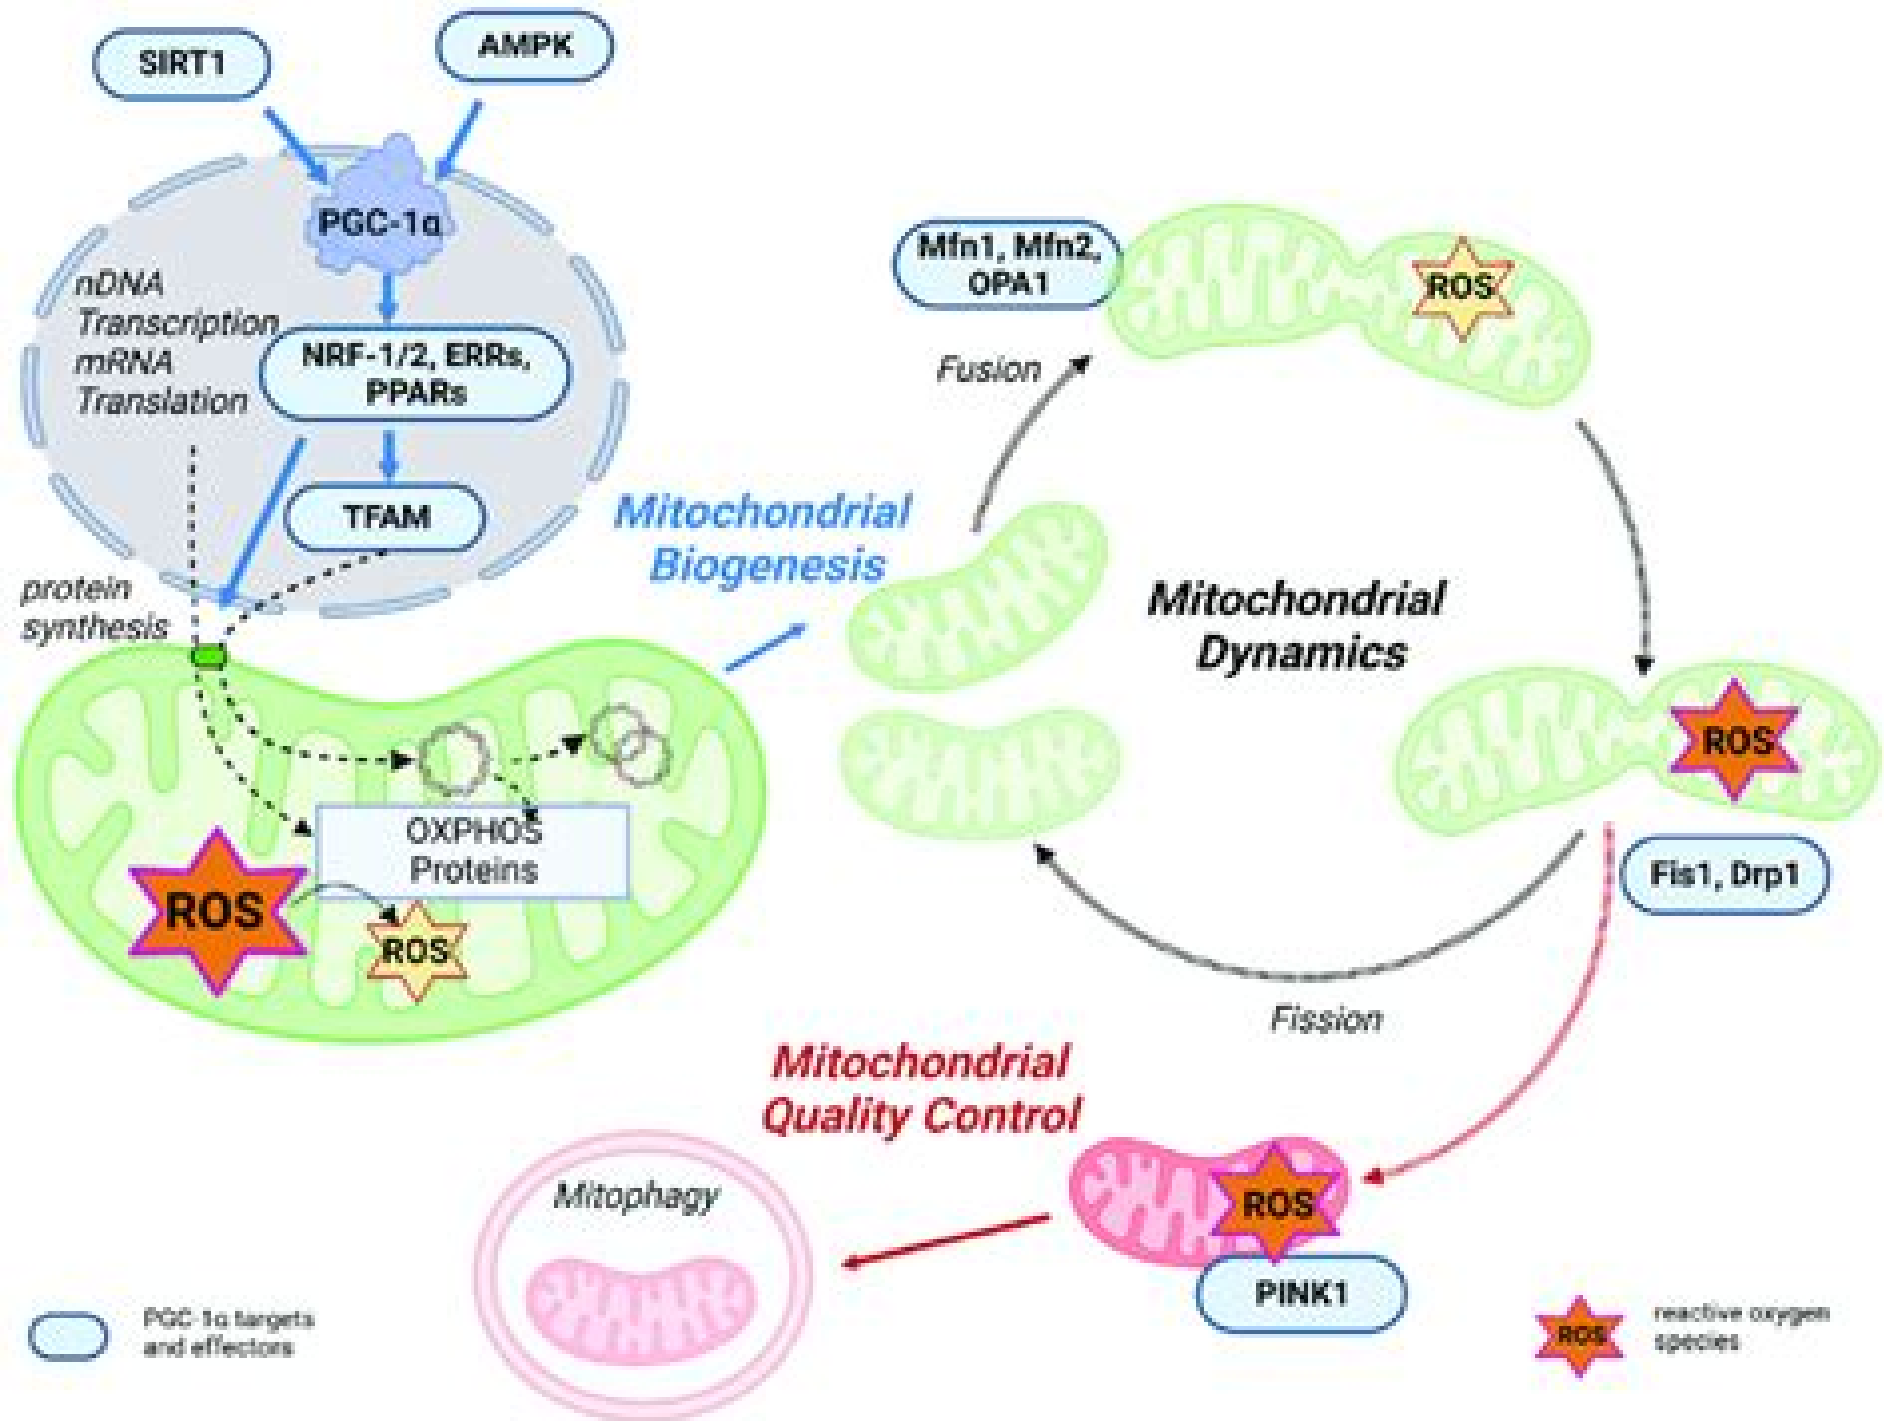 SIRT1
AMPK
PGC-1α
nDNA
Transcription
mRNA
Translation
NRF-1/2, ERRs,
PPARs
TFAM
protein
synthesis
OXPHOS
Proteins
ROS
ROS
Mitochondrial
Biogenesis
Mfn1, Mfn2,
OPA1
ROS
Fusion
Mitochondrial
Dynamics
ROS
Fis1, Drp1
Fission
Mitochondrial
Quality Control
ROS
PINK1
Mitophagy
PGC-1α targets
and effectors
ROS
reactive oxygen
species